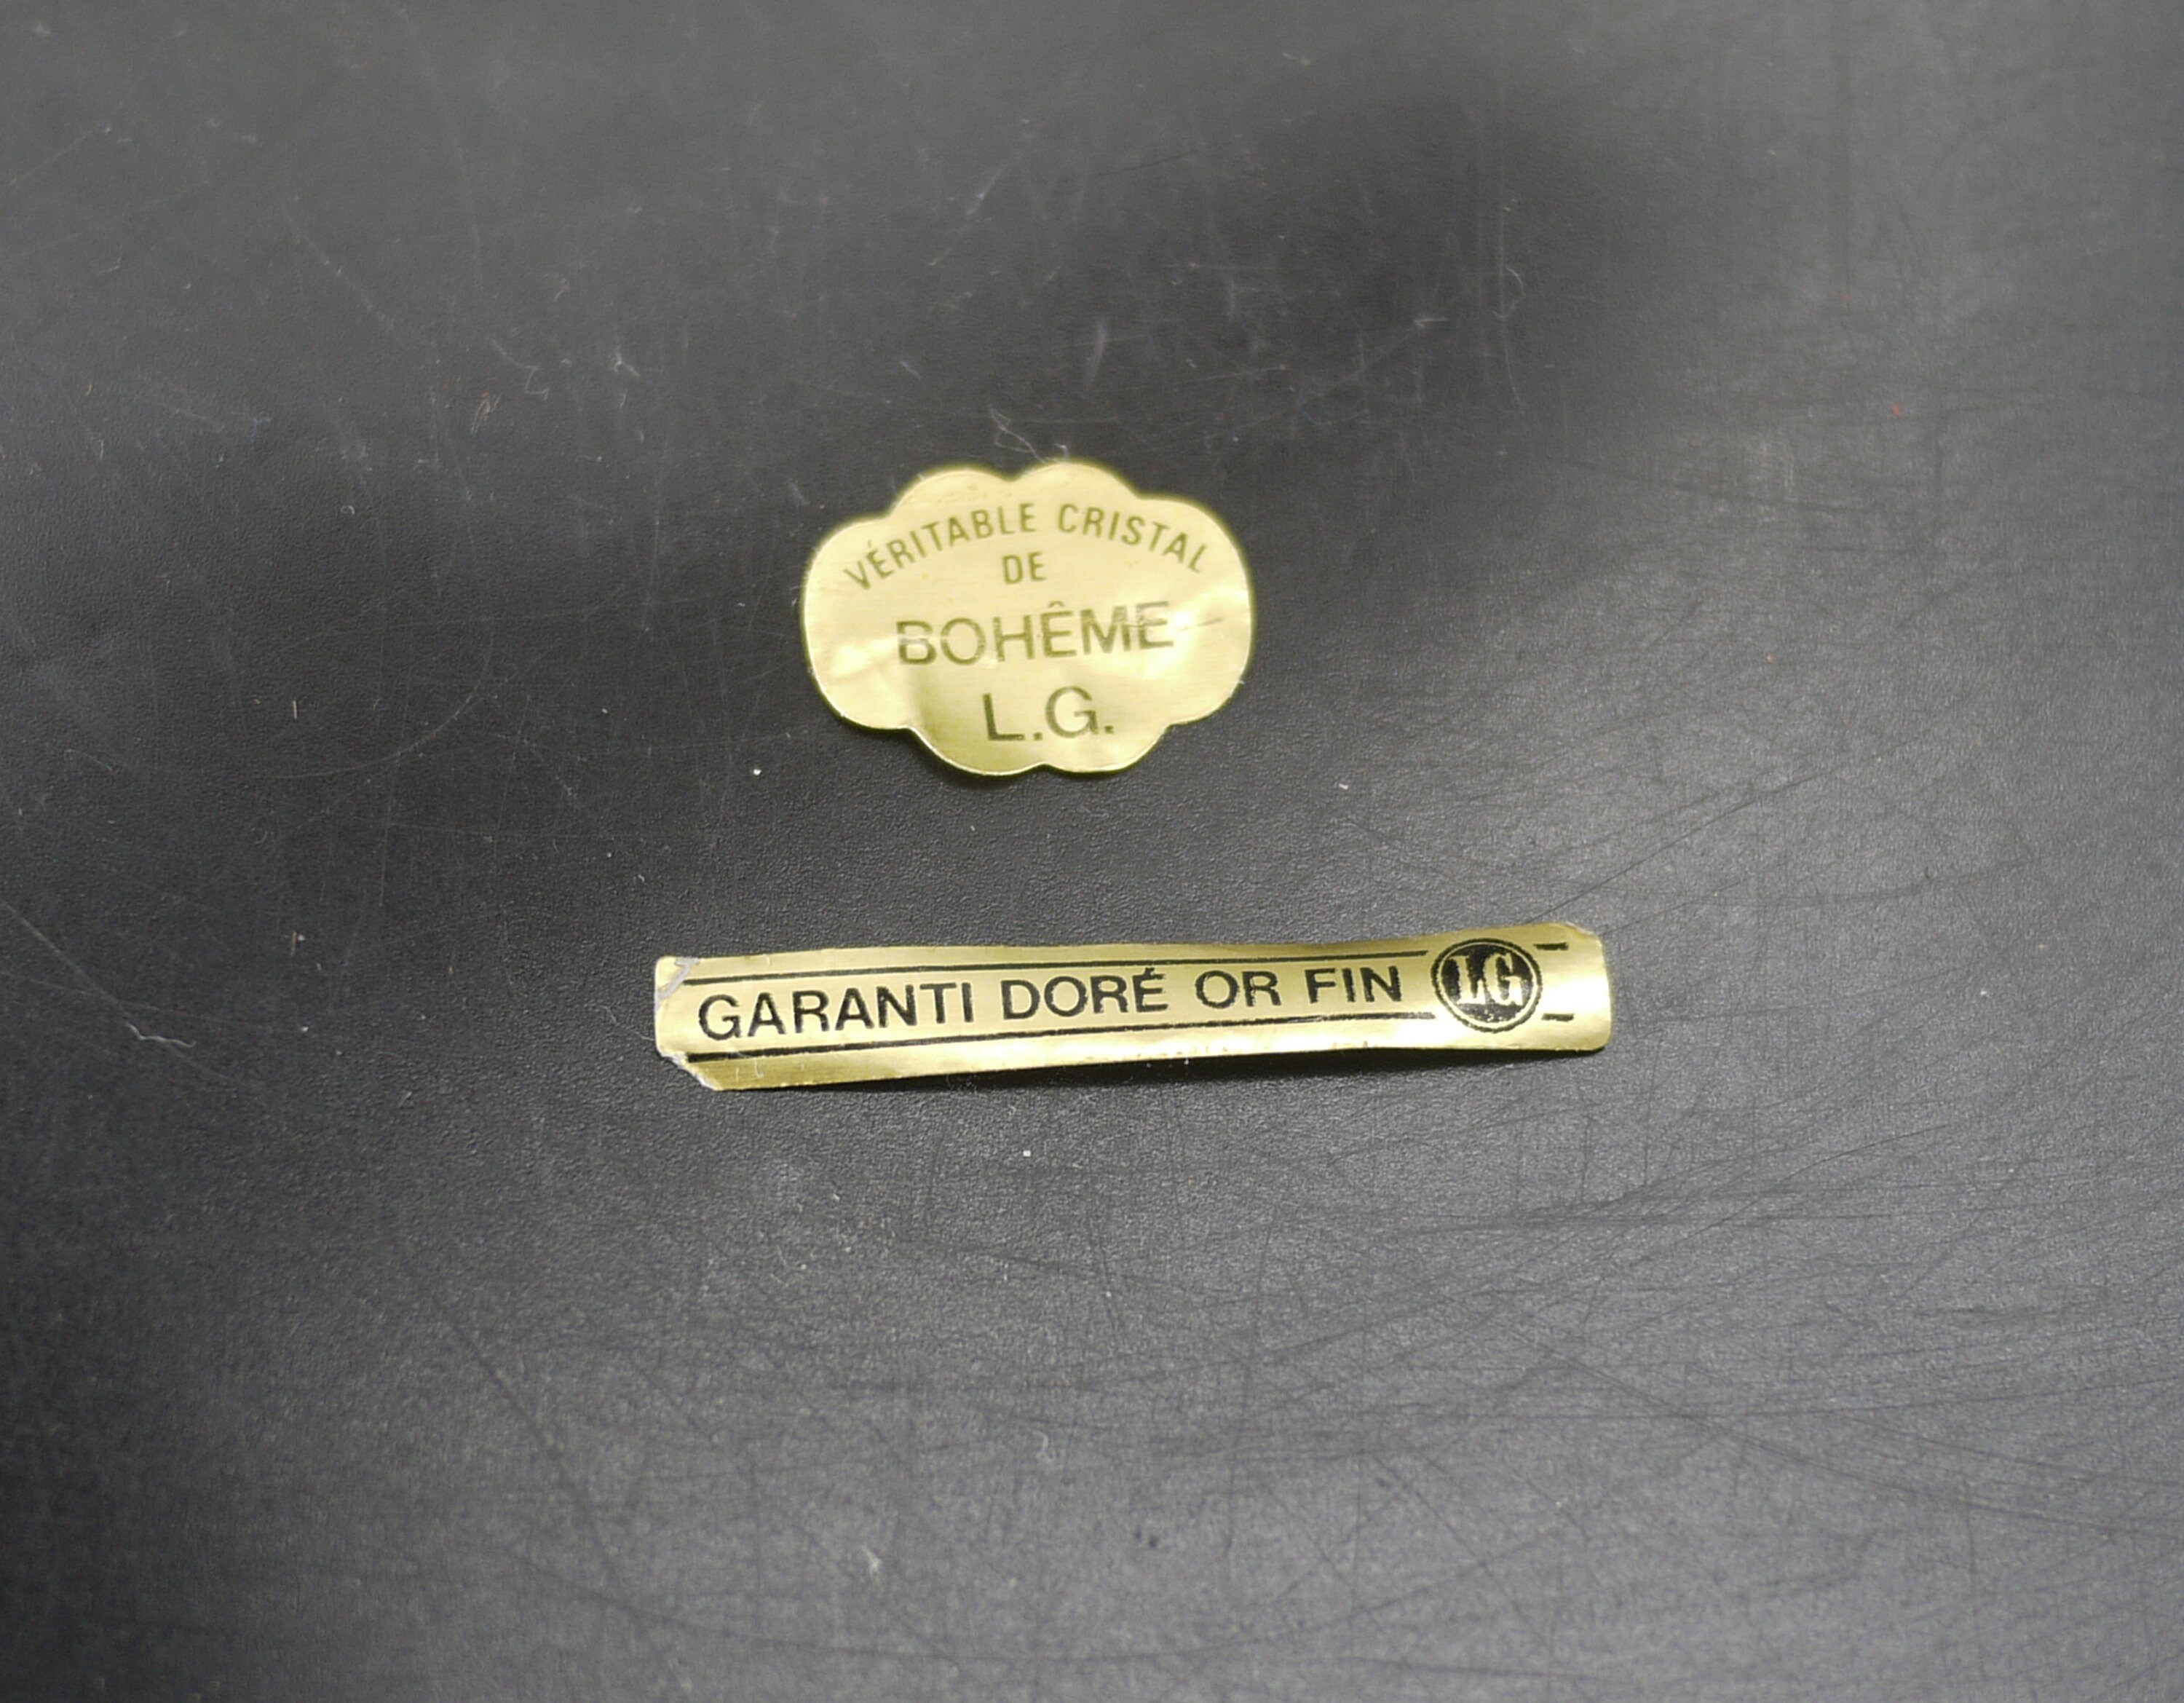 VÉRITABLE CRISTAL
DE
BOHÊME
L.G.
GARANTI DORÉ OR FIN LG